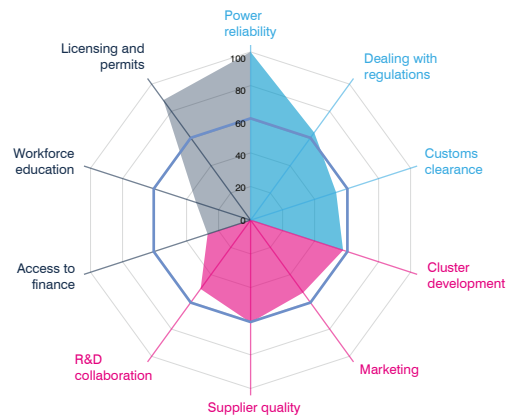 Power
reliability
Licensing and
permits
Dealing with
regulations
100
80
60
40
20
0
Workforce
education
Customs
clearance
Access to
finance
Cluster
development
R&D
collaboration
Marketing
Supplier quality